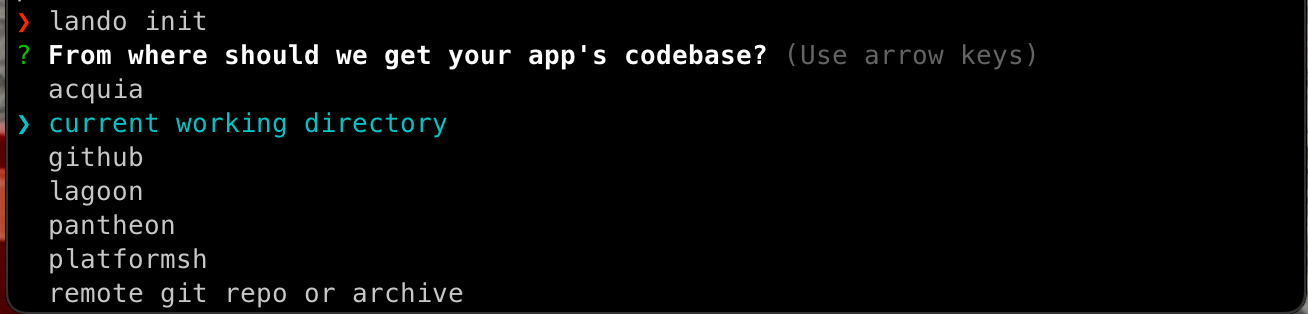 ❯ lando init
? From where should we get your app's codebase? (Use arrow keys)
acquia
❯ current working directory
github
lagoon
pantheon
platformsh
remote git repo or archive